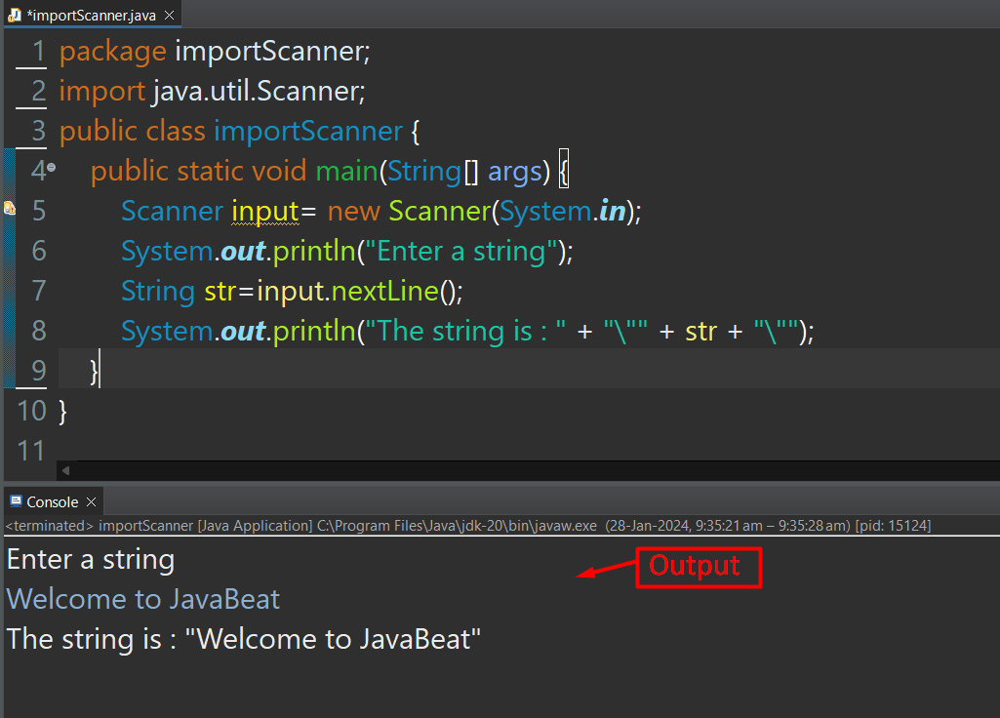 *importScanner.java
1 package importScanner;
2 import java.util.Scanner;
3 public class importScanner {
4 public static void main(String[] args) {
5 Scanner input= new Scanner(System.in);
6 System.out.println("Enter a string");
7 String str=input.nextLine();
8 System.out.println("The string is : " + "\"" + str + "\"");
9 }
10 }
11
Console
<terminated> importScanner [Java Application] C:\Program Files\Java\jdk-20\bin\javaw.exe (28-Jan-2024, 9:35:21 am – 9:35:28 am) [pid: 15124]
Enter a string
Output
Welcome to JavaBeat
The string is : "Welcome to JavaBeat"